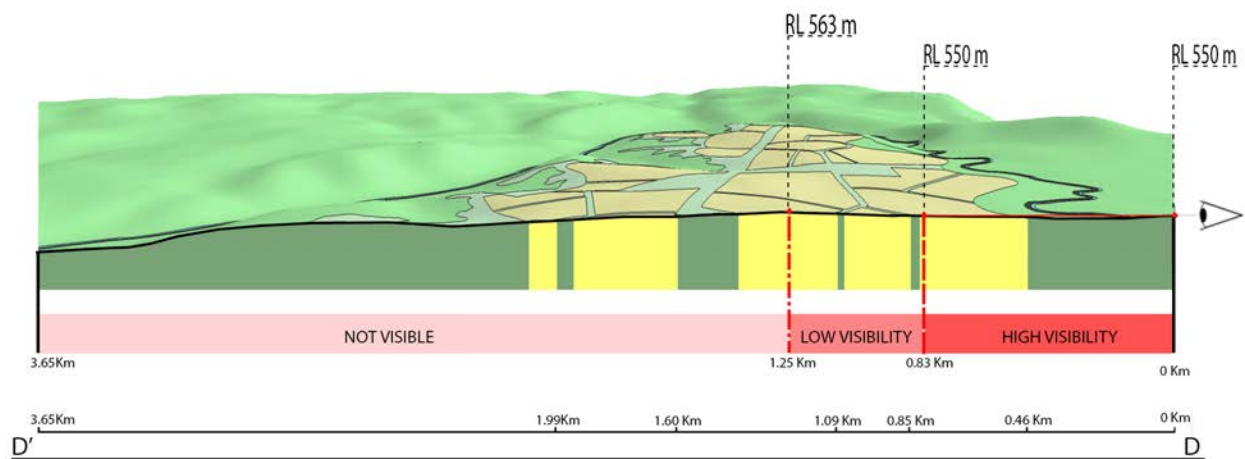 RL 563 m
RL 550 m
RL 550 m
NOT VISIBLE
LOW VISIBILITY
HIGH VISIBILITY
3.65Km
1.25 Km
0.83 Km
0 Km
3.65Km
1.99Km
1.60 Km
1.09 Km
0.85 Km
0.46 Km
0 Km
D'
D